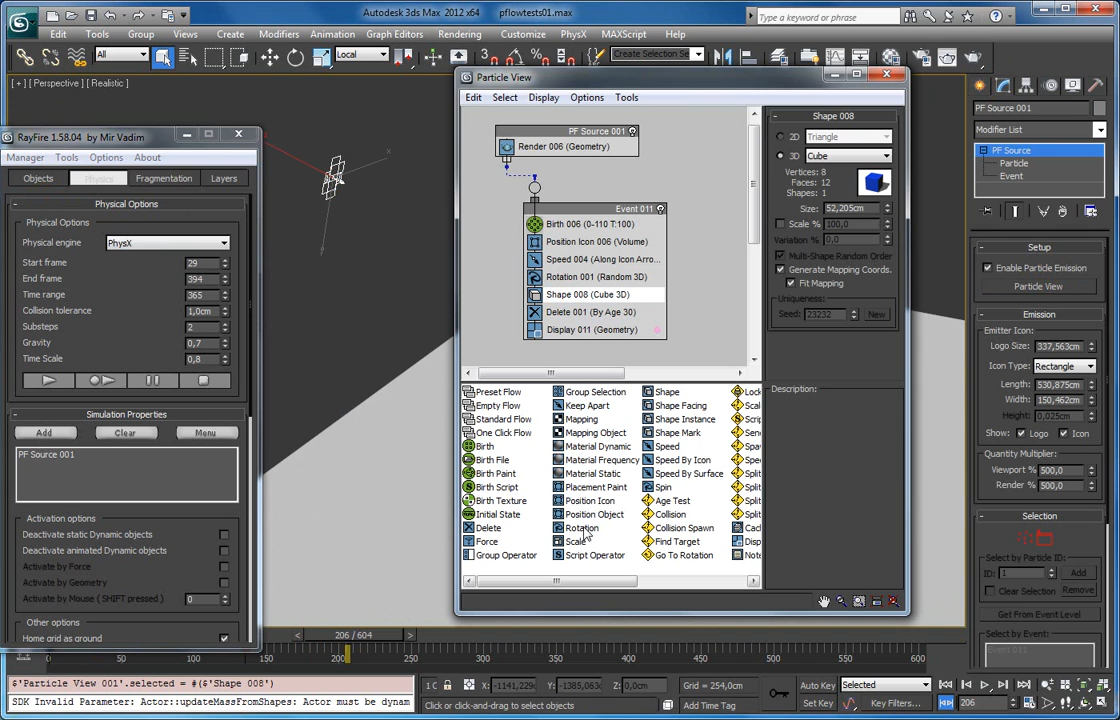 Autodesk 3ds Max 2012 x64 pflowtests01.max
Type a keyword or phrase
Edit Tools Group Views Create Modifiers Animation Graph Editors Rendering Customize PhysX MAXScript Help
All
Local
Create Selection Se
[ + ] [ Perspective ] [ Realistic ]
RayFire 1.58.04 by Mir Vadim
Manager Tools Options About
Objects Physics Fragmentation Layers
Physical Options
Physical Options
Physical engine PhysX
Start frame 29
End frame 394
Time range 365
Collision tolerance 1,0cm
Substeps 2
Gravity 0,7
Time Scale 0,8
Simulation Properties
Add Clear Menu
PF Source 001
Activation options
Deactivate static Dynamic objects
Deactivate animated Dynamic objects
Activate by Force
Activate by Geometry
Activate by Mouse ( SHIFT pressed ) 0
Other options
Home grid as ground
Particle View
Edit Select Display Options Tools
PF Source 001
Render 006 (Geometry)
Event 011
Birth 006 (0-110 T:100)
Position Icon 006 (Volume)
Speed 004 (Along Icon Arro...
Rotation 001 (Random 3D)
Shape 008 (Cube 3D)
Delete 001 (By Age 30)
Display 011 (Geometry)
Shape 008
2D Triangle
3D Cube
Vertices: 8
Faces: 12
Shapes: 1
Size: 52,205cm
Scale % 100,0
Variation % 0,0
Multi-Shape Random Order
Generate Mapping Coords.
Fit Mapping
Uniqueness:
Seed: 23232 New
Preset Flow Group Selection Shape Lock
Empty Flow Keep Apart Shape Facing Scal
Standard Flow Mapping Shape Instance Scri
One Click Flow Mapping Object Shape Mark Sen
Birth Material Dynamic Speed Split
Birth File Material Frequency Speed By Icon Split
Birth Paint Material Static Speed By Surface Split
Birth Script Placement Paint Spin Split
Birth Texture Position Icon Age Test Split
Initial State Position Object Collision Split
Delete Rotation Collision Spawn Cac
Force Scale Find Target Disp
Group Operator Script Operator Go To Rotation Note
Description:
PF Source 001
Modifier List
PF Source
Particle
Event
Setup
Enable Particle Emission
Particle View
Emission
Emitter Icon:
Logo Size: 337,563cm
Icon Type: Rectangle
Length: 530,875cm
Width: 150,462cm
Height: 0,025cm
Show: Logo Icon
Quantity Multiplier:
Viewport % 500,0
Render % 500,0
Selection
Select by Particle ID:
ID: 1 Add
Clear Selection Remove
Get From Event Level
Select by Event:
Event 011
206 / 604
0 50 100 150 200 250 300 350 400 450 500 550 600
$'Particle View 001'.selected = #($'Shape 008')
SDK Invalid Parameter: Actor::updateMassFromShapes: Actor must be dynam
1 C X: -1141,229c Y: -1385,063c Z: 0,0cm Grid = 254,0cm
Click or click-and-drag to select objects
Add Time Tag
Auto Key Selected
Set Key Key Filters... 206